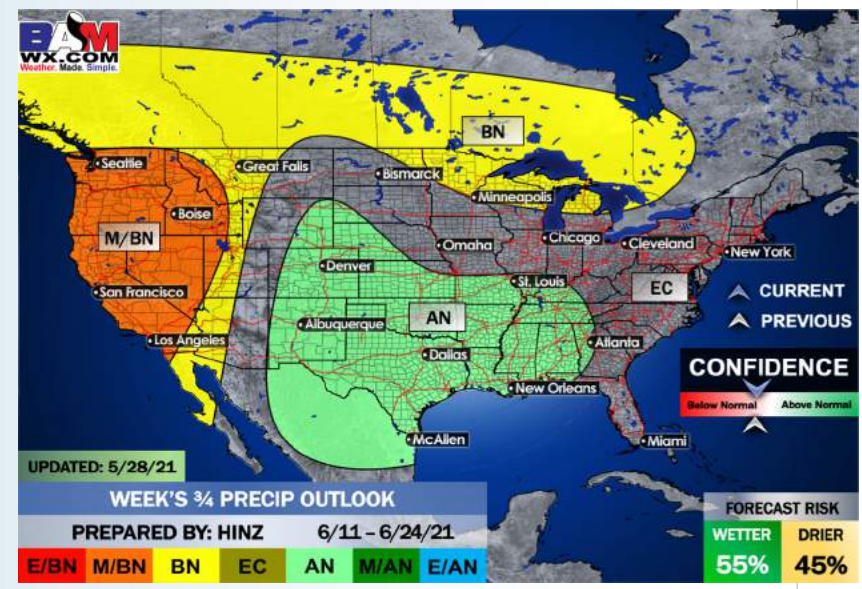 BAM
WX.COM
Weather. Made. Simple.
BN
Seattle
Great Falls
Bismarck
Minneapolis
Boise
M/BN
Omaha
Chicago
Cleveland
New York
San Francisco
Denver
St. Louis
EC
CURRENT
Albuquerque
AN
PREVIOUS
Los Angeles
Dallas
Atlanta
CONFIDENCE
New Orleans
Below Normal Above Normal
McAllen
Miami
UPDATED: 5/28/21
WEEK'S ¾ PRECIP OUTLOOK
PREPARED BY: HINZ 6/11 – 6/24/21
E/BN M/BN BN EC AN M/AN E/AN
FORECAST RISK
WETTER DRIER
55% 45%